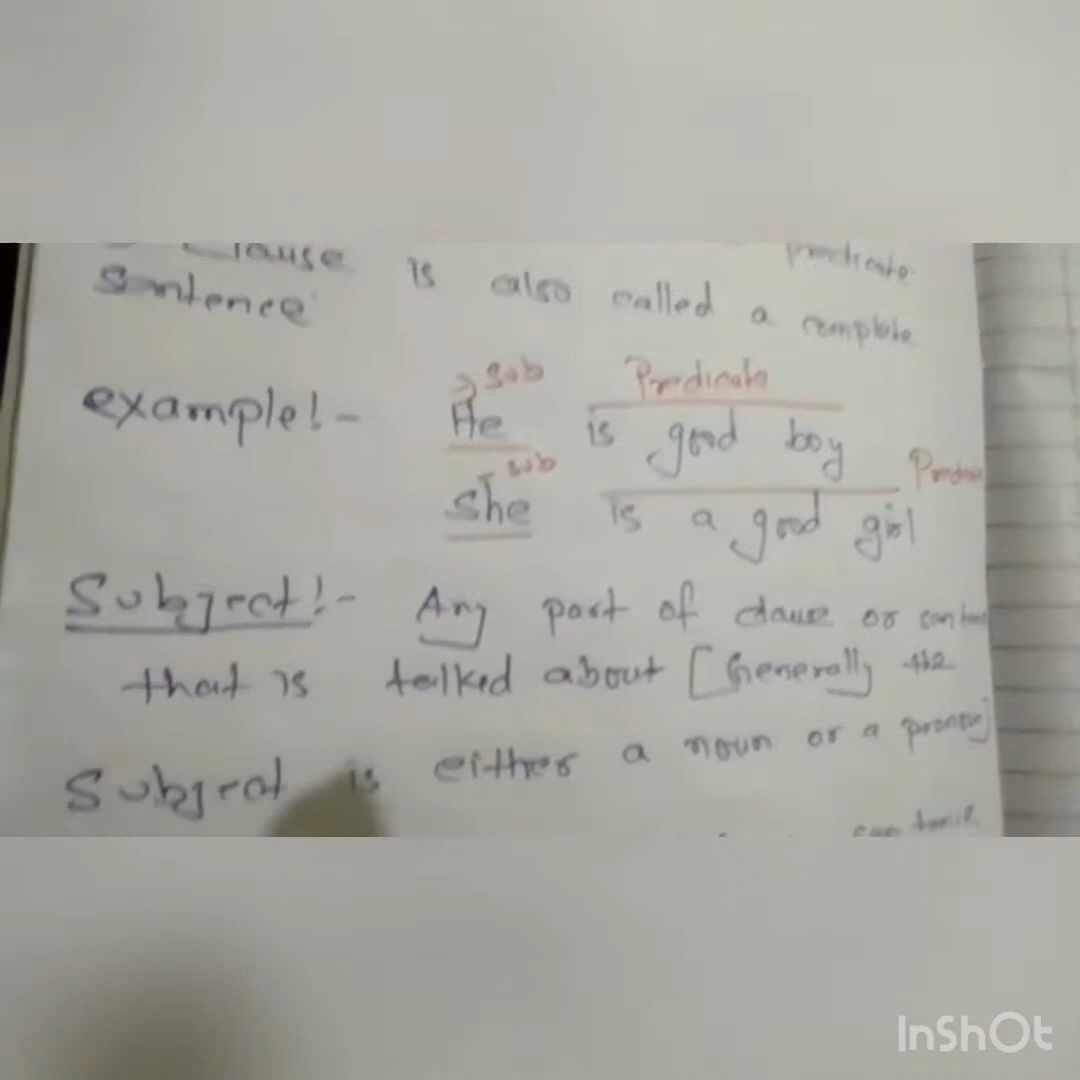 Clause is also called a complete predicate
Sentence
example!- He is good boy
sub Predicate
She is a good girl
sub
Subject!- Any part of clause or
that is talked about [Generally the
Subject is either a noun or a pronoun]
InShOt